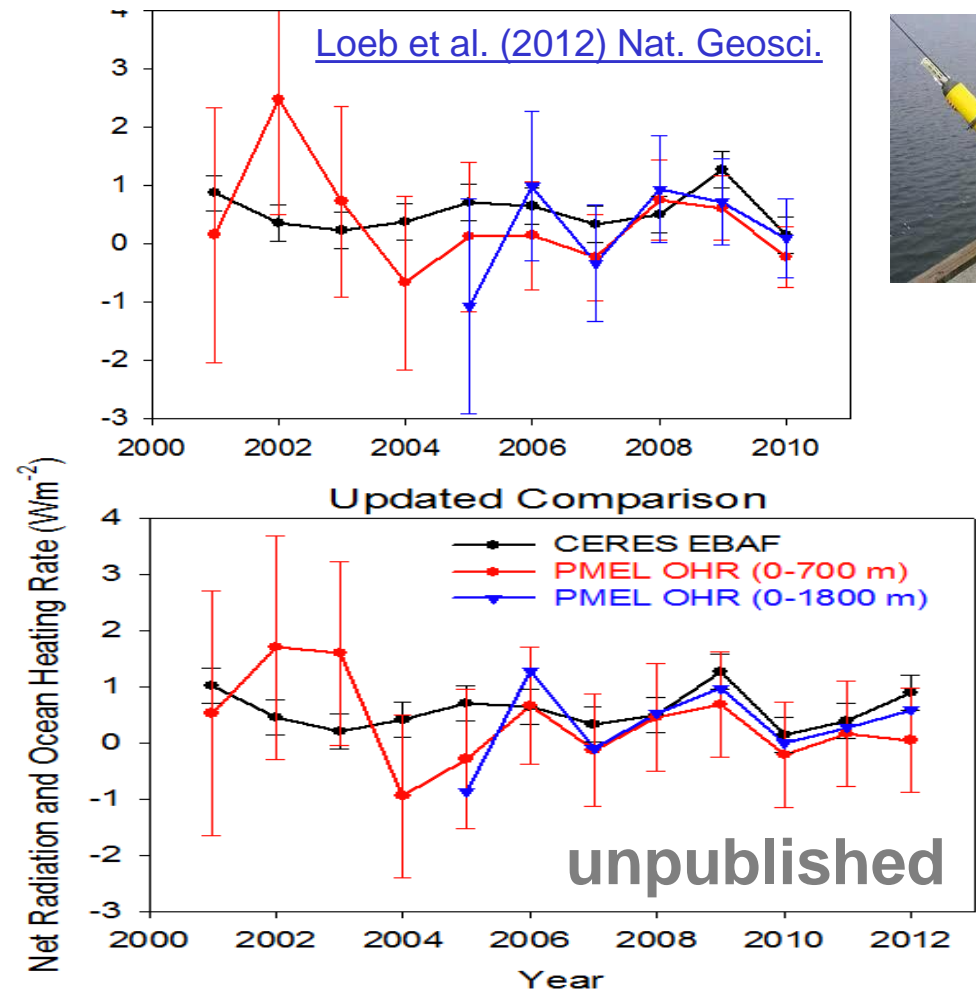 4
Loeb et al. (2012) Nat. Geosci.
3
2
1
0
-1
-2
-3
2000 2002 2004 2006 2008 2010
Updated Comparison
Net Radiation and Ocean Heating Rate (Wm-2)
4
CERES EBAF
3
PMEL OHR (0-700 m)
PMEL OHR (0-1800 m)
2
1
0
-1
-2
unpublished
-3
2000 2002 2004 2006 2008 2010 2012
Year